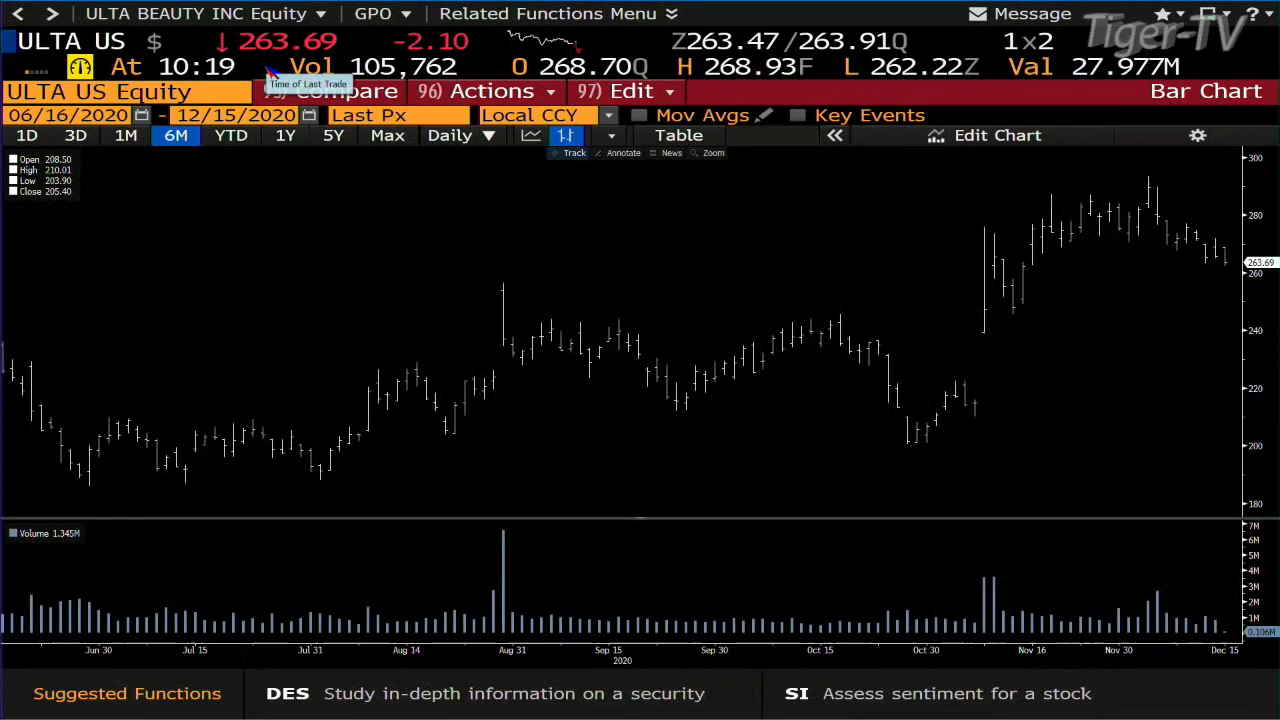 < > ULTA BEAUTY INC Equity GPO Related Functions Menu Message ?
Tiger-TV
ULTA US $ ↓ 263.69 -2.10 Z263.47 /263.91Q 1x2
At 10:19 Vol 105,762 O 268.70Q H 268.93F L 262.22Z Val 27.977M
Time of Last Trade
ULTA US Equity Compare 96) Actions 97) Edit Bar Chart
06/16/2020 - 12/15/2020 Last Px Local CCY Mov Avgs Key Events
1D 3D 1M 6M YTD 1Y 5Y Max Daily ▼ Table « Edit Chart
Track Annotate News Zoom
Open 208.50
High 210.01
Low 203.90
Close 205.40
300
280
263.69
260
240
220
200
180
Volume 1.345M
7M
6M
5M
4M
3M
2M
1M
0.106M
Jun 30 Jul 15 Jul 31 Aug 14 Aug 31 Sep 15 Sep 30 Oct 15 Oct 30 Nov 16 Nov 30 Dec 15
2020
Suggested Functions DES Study in-depth information on a security SI Assess sentiment for a stock